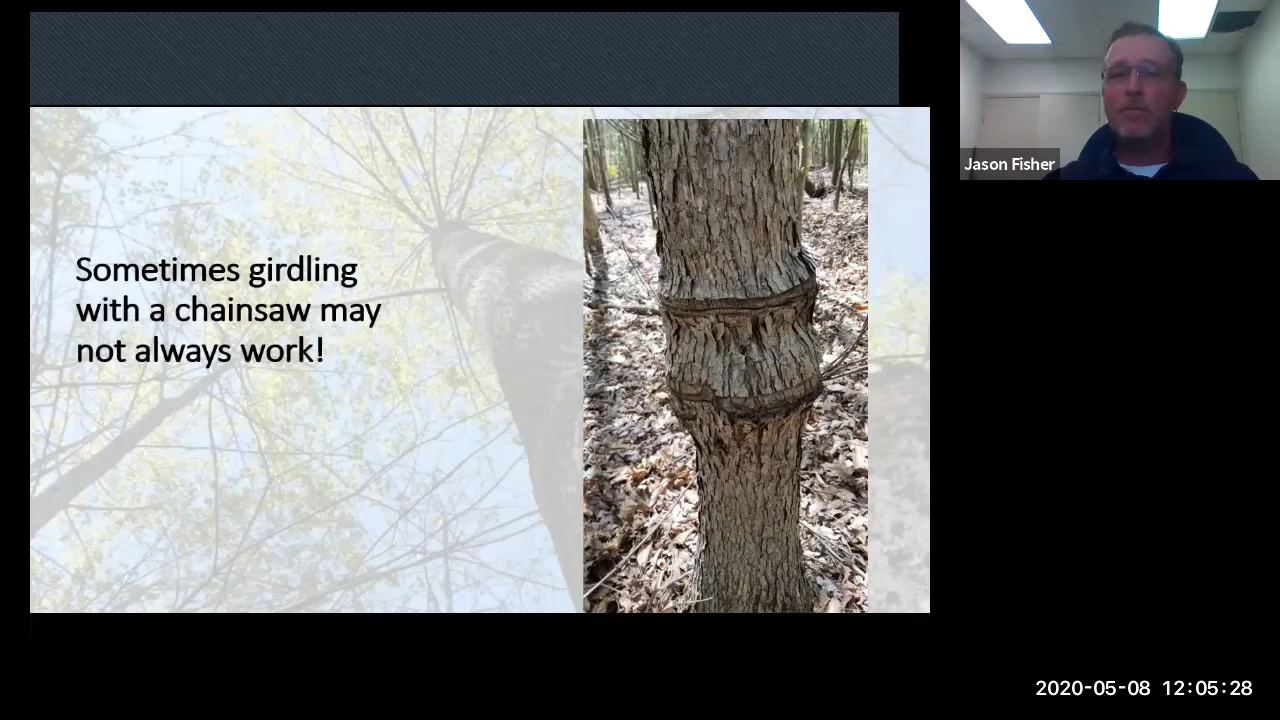 Sometimes girdling
with a chainsaw may
not always work!
Jason Fisher
2020-05-08 12:05:28